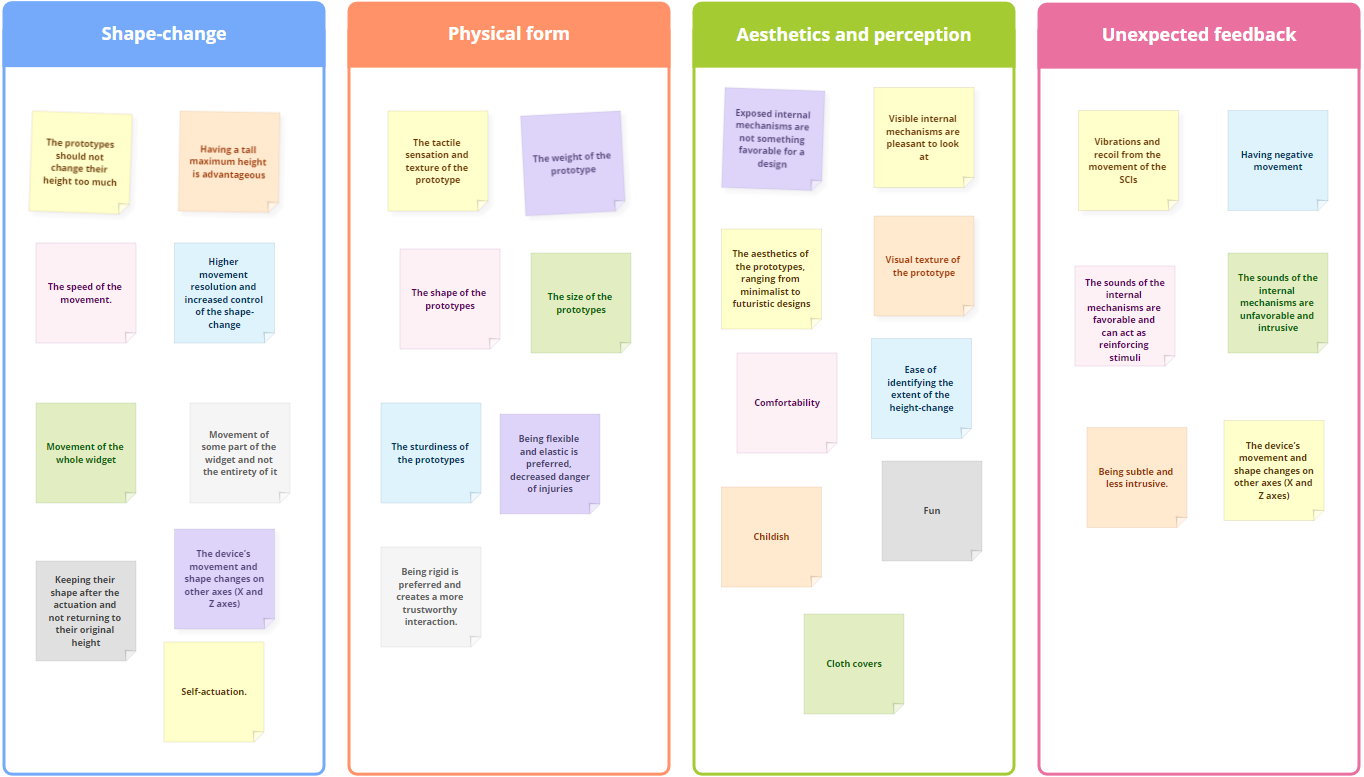 Shape-change
The prototypes
should not
change their
height too much
Having a tall
maximum height
is advantageous
The speed of the
movement.
Higher
movement
resolution and
increased control
of the shape-
change
Movement of the
whole widget
Movement of
some part of the
widget and not
the entirety of it
Keeping their
shape after the
actuation and
not returning to
their original
height
The device's
movement and
shape changes on
other axes (X and
Z axes)
Self-actuation.
Physical form
The tactile
sensation and
texture of the
prototype
The weight of the
prototype
The shape of the
prototypes
The size of the
prototypes
The sturdiness of
the prototypes
Being flexible
and elastic is
preferred,
decreased danger
of injuries
Being rigid is
preferred and
creates a more
trustworthy
interaction.
Aesthetics and perception
Exposed internal
mechanisms are
not something
favorable for a
design
Visible internal
mechanisms are
pleasant to look
at
The aesthetics of
the prototypes,
ranging from
minimalist to
futuristic designs
Visual texture of
the prototype
Comfortability
Ease of
identifying the
extent of the
height-change
Childish
Fun
Cloth covers
Unexpected feedback
Vibrations and
recoil from the
movement of the
SCIs
Having negative
movement
The sounds of the
internal
mechanisms are
favorable and
can act as
reinforcing
stimuli
The sounds of the
internal
mechanisms are
unfavorable and
intrusive
Being subtle and
less intrusive.
The device's
movement and
shape changes on
other axes (X and
Z axes)